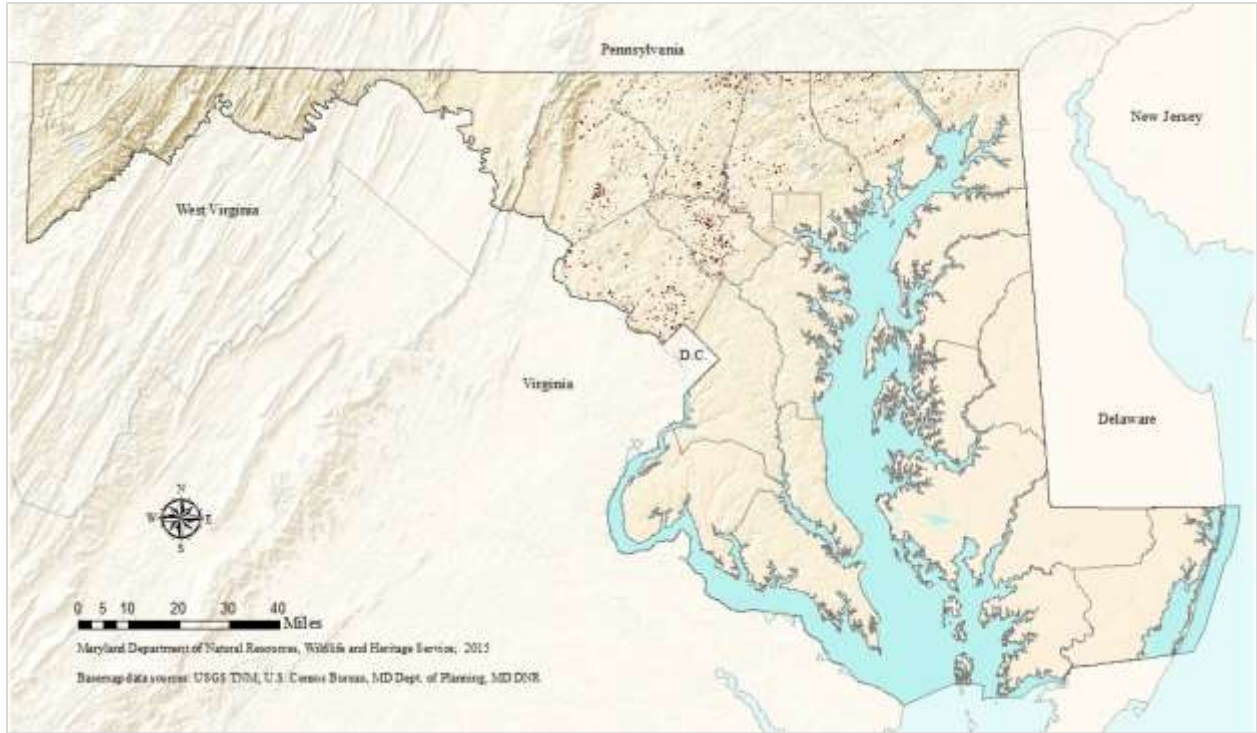 Pennsylvania
New Jersey
West Virginia
D.C.
Virginia
Delaware
N
W E
S
0 5 10 20 30 40
Miles
Maryland Department of Natural Resources, Wildlife and Heritage Service, 2015
Basemap data sources: USGS TNM, U.S. Census Bureau, MD Dept. of Planning, MD DNR